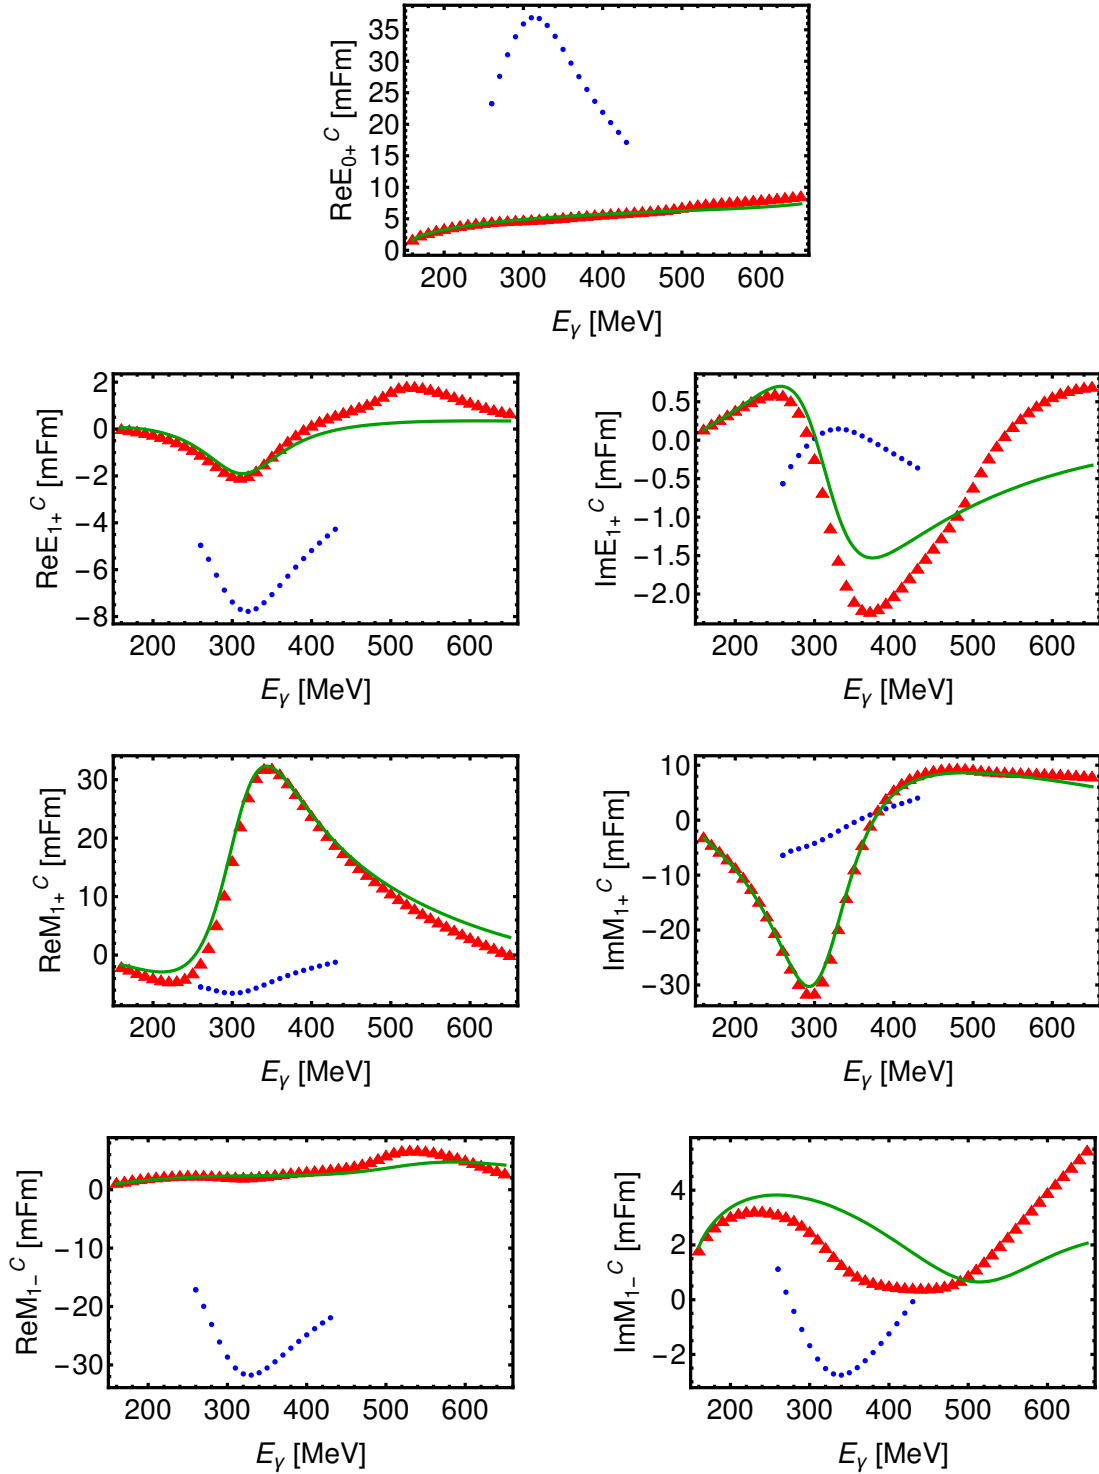 ReE0+^C [mFm]
35
30
25
20
15
10
5
0
200 300 400 500 600
Eγ [MeV]
ReE1+^C [mFm]
2
0
−2
−4
−6
−8
200 300 400 500 600
Eγ [MeV]
ImE1+^C [mFm]
0.5
0.0
−0.5
−1.0
−1.5
−2.0
200 300 400 500 600
Eγ [MeV]
ReM1+^C [mFm]
30
20
10
0
200 300 400 500 600
Eγ [MeV]
ImM1+^C [mFm]
10
0
−10
−20
−30
200 300 400 500 600
Eγ [MeV]
ReM1−^C [mFm]
0
−10
−20
−30
200 300 400 500 600
Eγ [MeV]
ImM1−^C [mFm]
4
2
0
−2
200 300 400 500 600
Eγ [MeV]